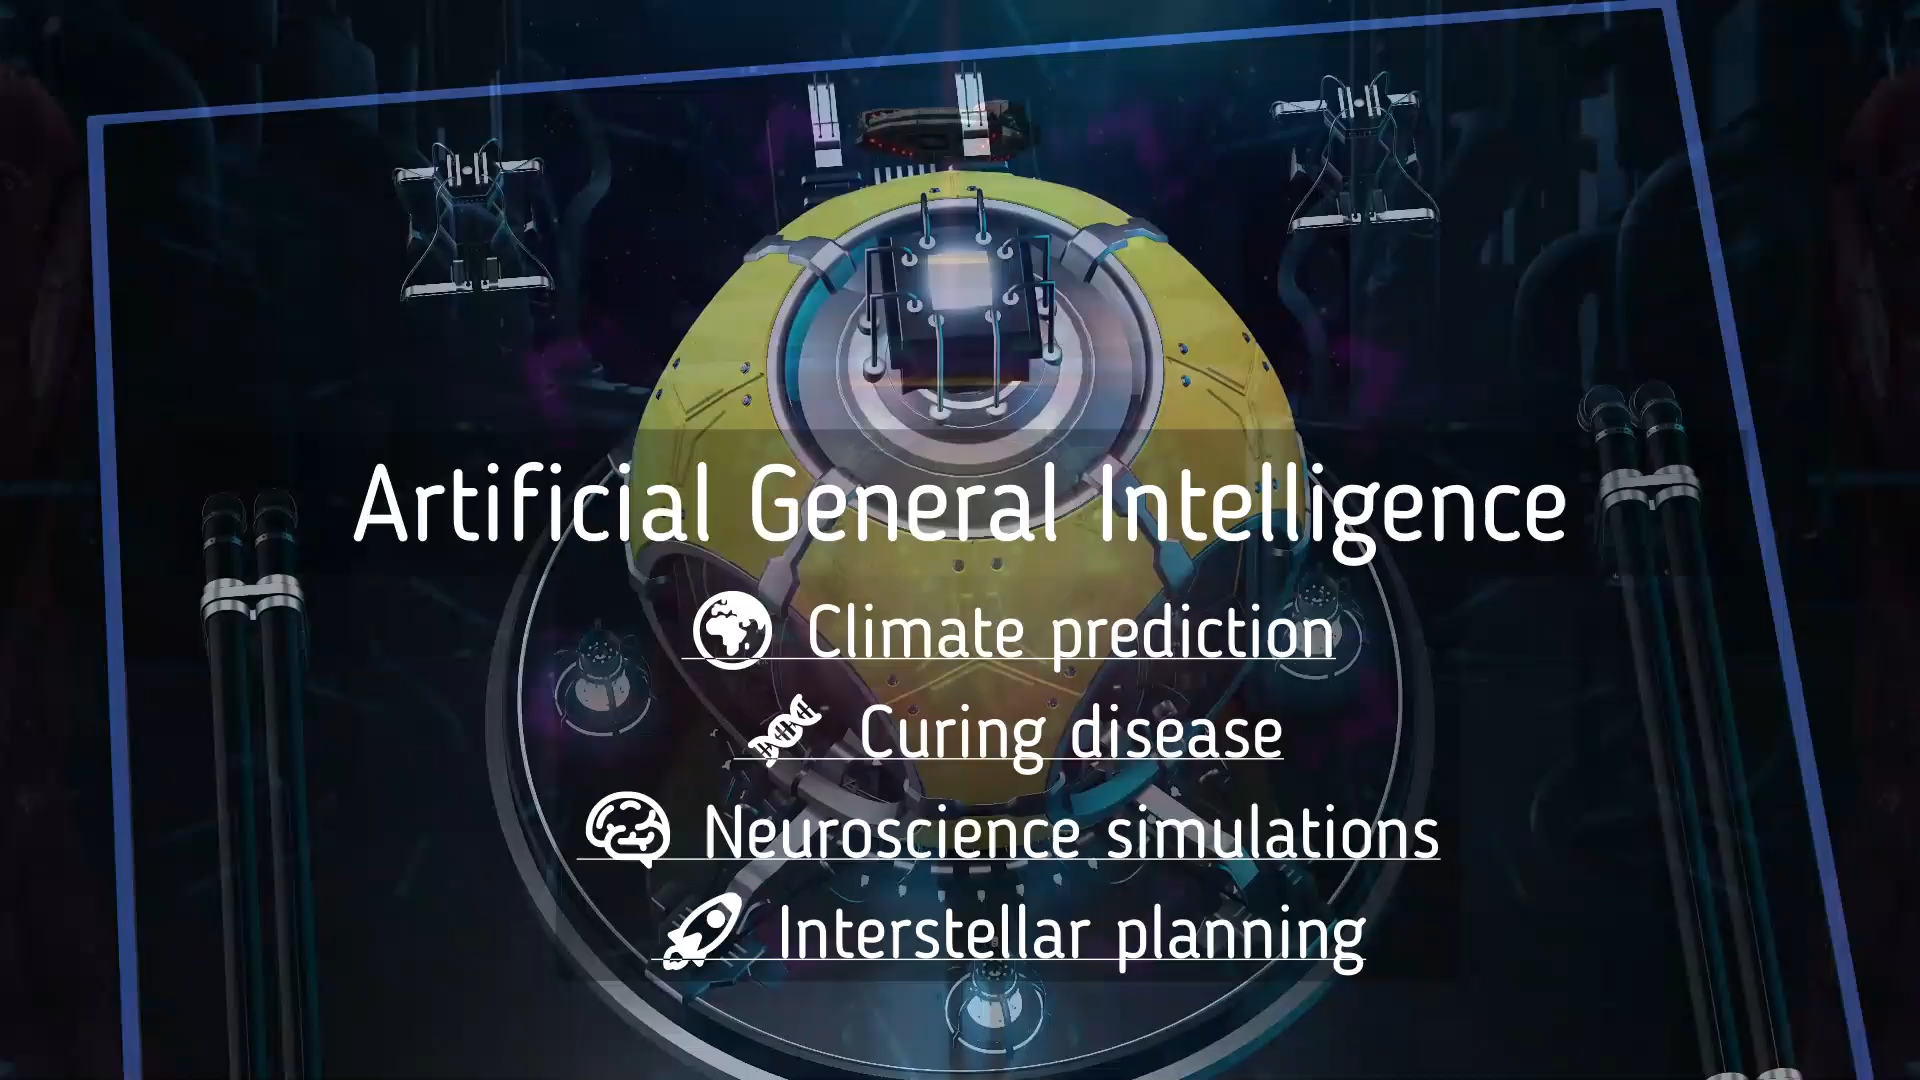 Artificial General Intelligence
Climate prediction
Curing disease
Neuroscience simulations
Interstellar planning